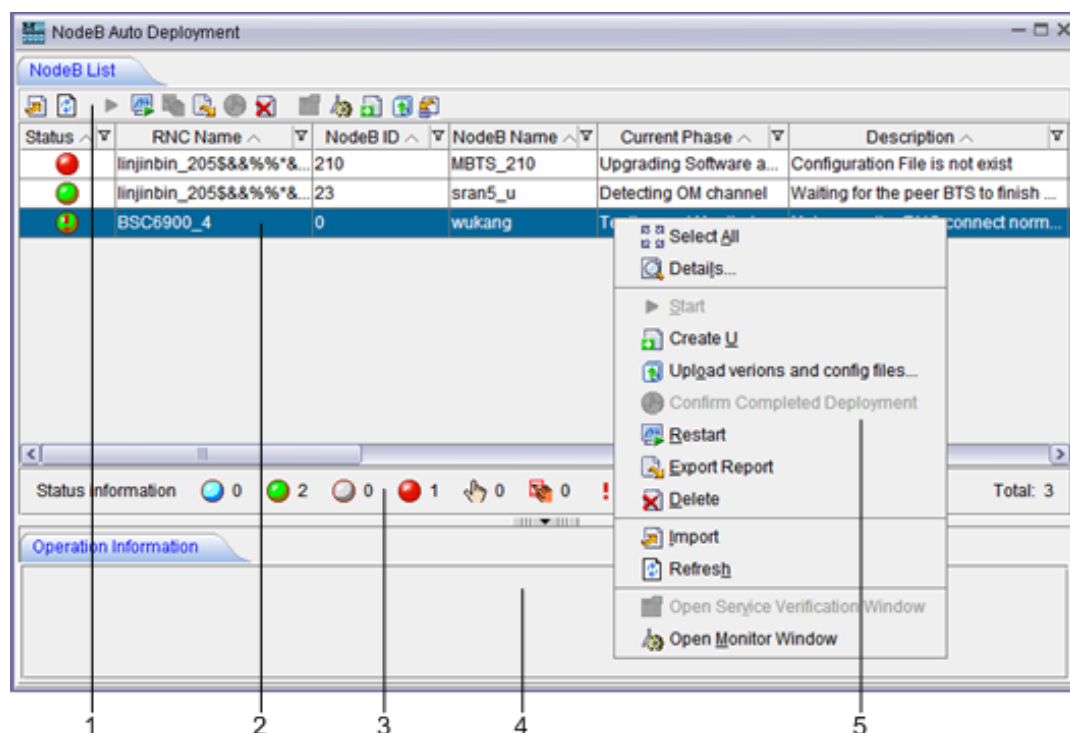 NodeB Auto Deployment
NodeB List
Status RNC Name NodeB ID NodeB Name Current Phase Description
linjinbin_205$&&%%*&... 210 MBTS_210 Upgrading Software a... Configuration File is not exist
linjinbin_205$&&%%*&... 23 sran5_u Detecting OM channel Waiting for the peer BTS to finish ...
BSC6900_4 0 wukang connect norm...
Select All
Details...
Start
Create U
Upload verions and config files...
Confirm Completed Deployment
Restart
Export Report
Delete
Import
Refresh
Open Service Verification Window
Open Monitor Window
Status Information 0 2 0 1 0 0 ! Total: 3
Operation Information
1 2 3 4 5